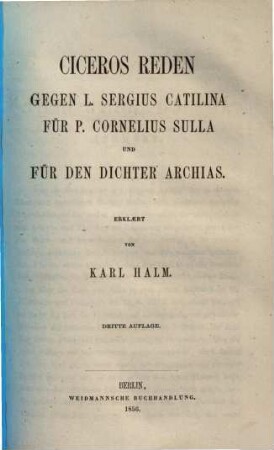 CICEROS REDEN
GEGEN L. SERGIUS CATILINA
FÜR P. CORNELIUS SULLA
UND
FÜR DEN DICHTER ARCHIAS.
ERKLÆRT
VON
KARL HALM.
DRITTE AUFLAGE.
BERLIN,
WEIDMANNSCHE BUCHHANDLUNG.
1856.